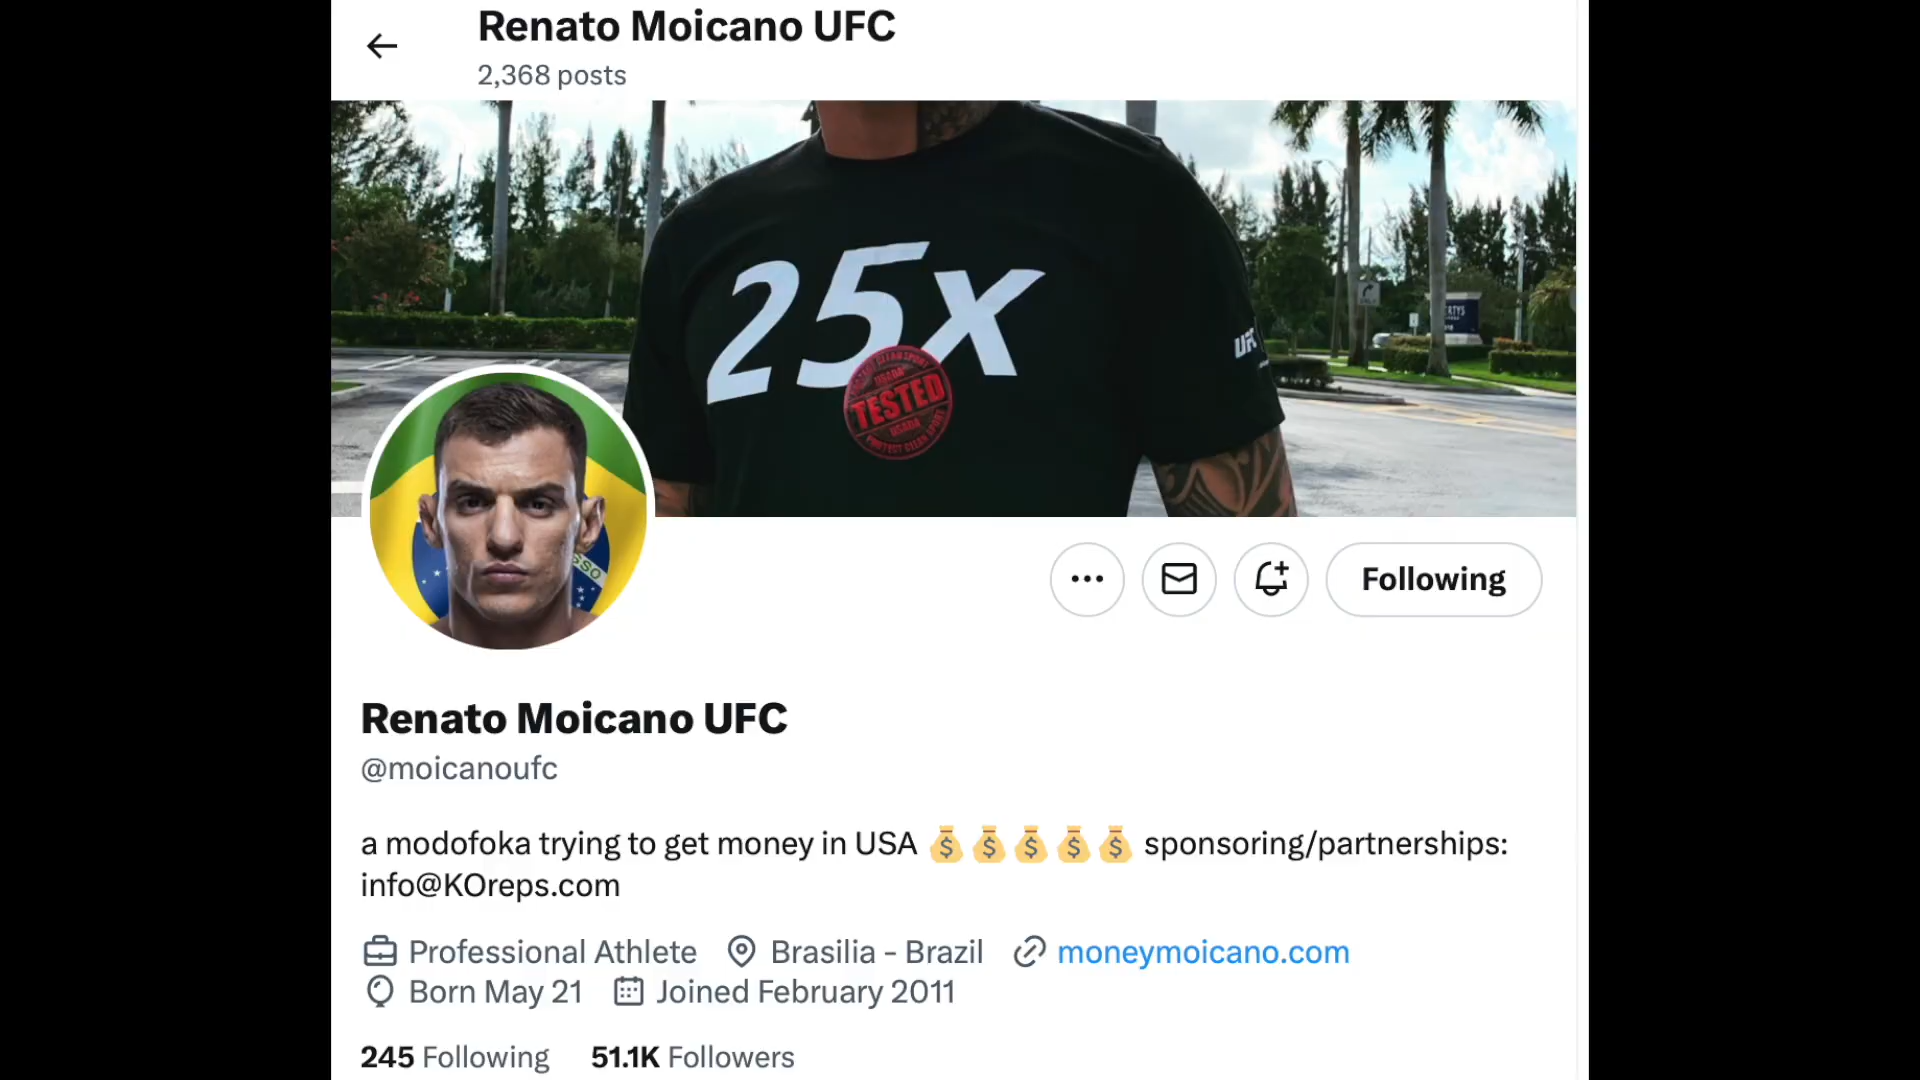 Renato Moicano UFC
2,368 posts
25x
TESTED
USADA
UFC
SSO
Following
Renato Moicano UFC
@moicanoufc
a modofoka trying to get money in USA 💰💰💰💰💰 sponsoring/partnerships:
info@KOreps.com
Professional Athlete Brasilia - Brazil moneymoicano.com
Born May 21 Joined February 2011
245 Following 51.1K Followers